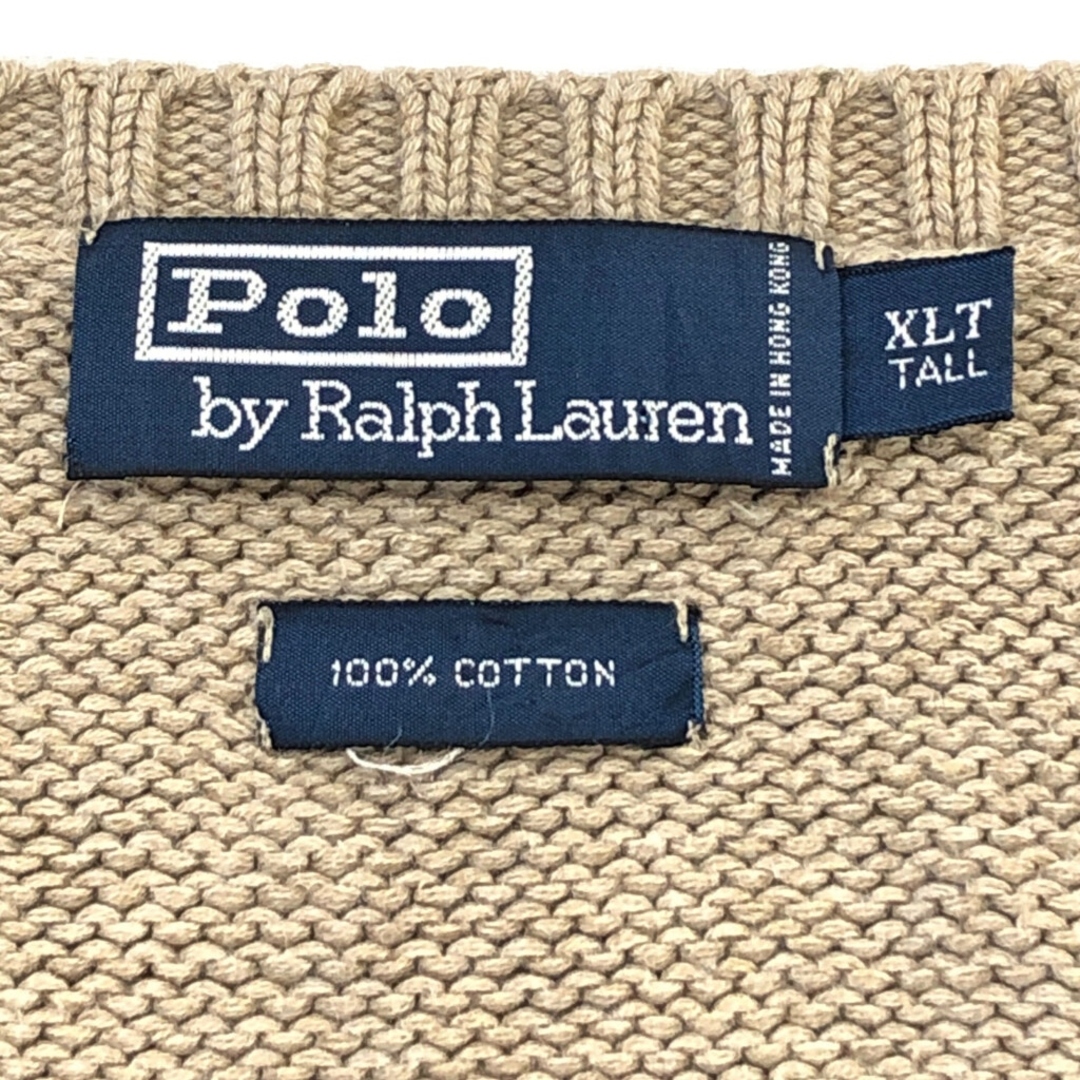 Polo
by Ralph Lauren
MADE IN HONG KONG
XLT
TALL
100% COTTON